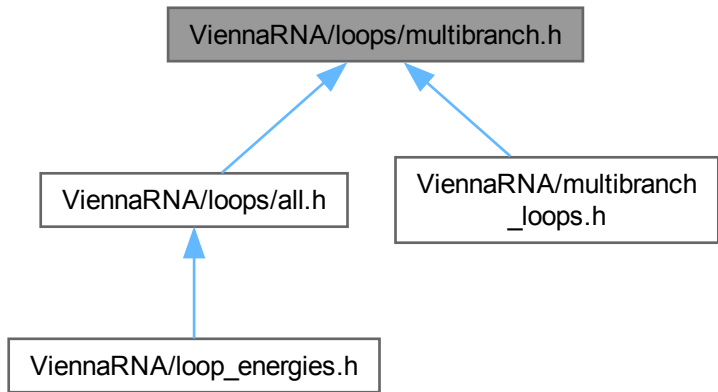 ViennaRNA/loops/multibranch.h
ViennaRNA/loops/all.h
ViennaRNA/multibranch
_loops.h
ViennaRNA/loop_energies.h